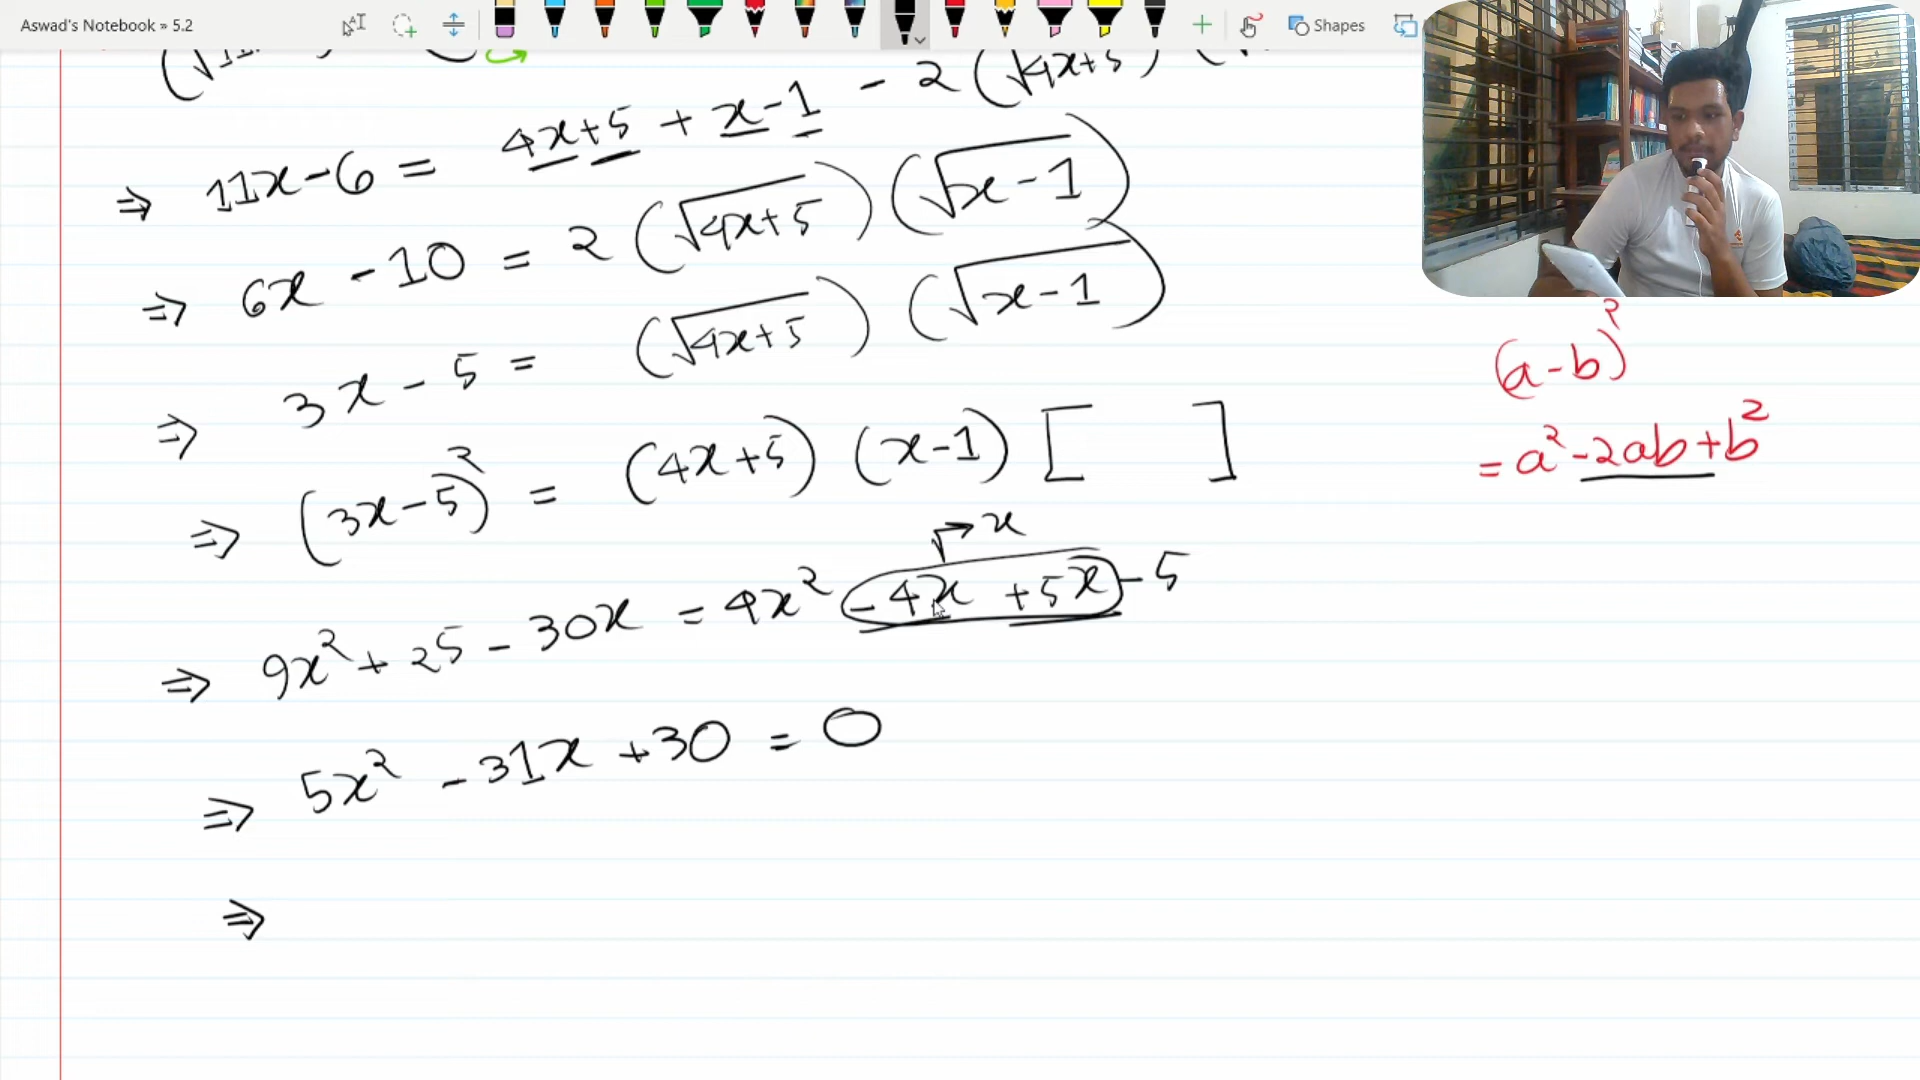 Aswad's Notebook » 5.2
Shapes
⇒ 11x-6 = 4x+5 + x-1 - 2 (√4x+5) (√
⇒ 6x - 10 = 2 (√4x+5) (√x-1)
⇒ 3x - 5 = (√4x+5) (√x-1)
⇒ (3x-5)² = (4x+5) (x-1) [ ]
→ x
⇒ 9x² + 25 - 30x = 4x² -4x +5x - 5
⇒ 5x² - 31x + 30 = 0
⇒
(a-b)²
= a² - 2ab + b²